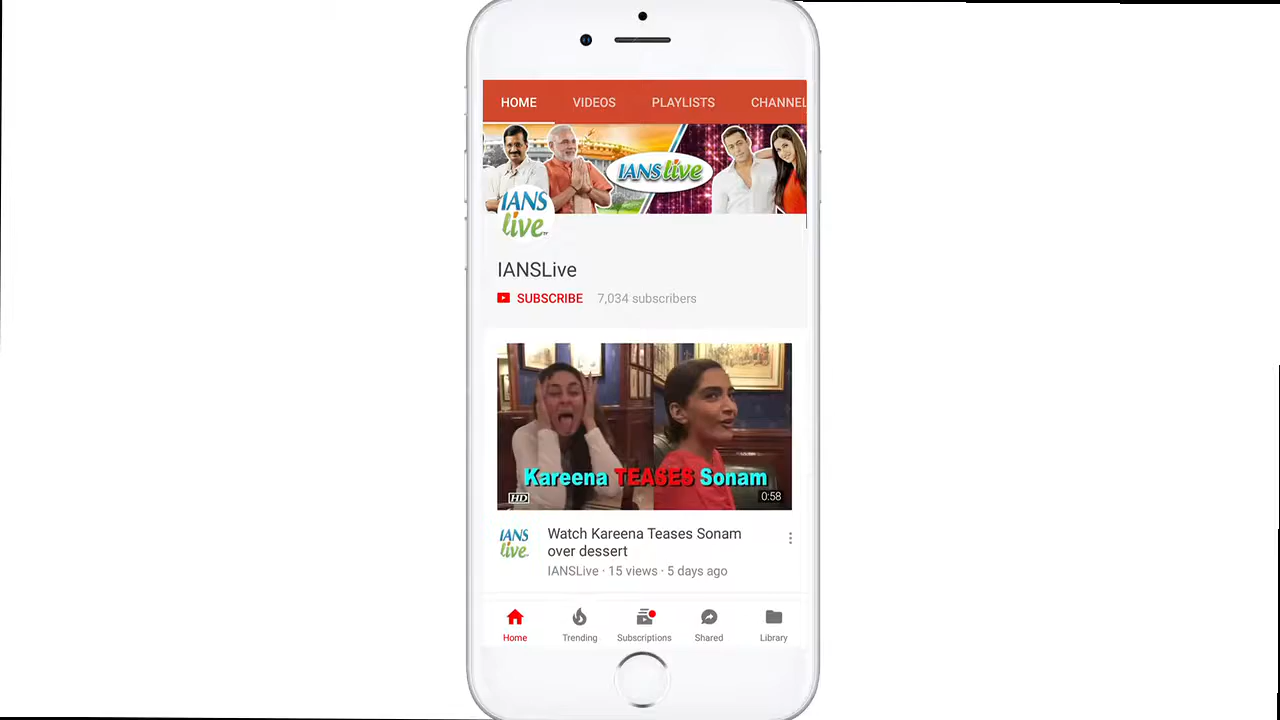 HOME VIDEOS PLAYLISTS CHANNEL
IANS live
IANS
live
IANSLive
SUBSCRIBE 7,034 subscribers
Kareena TEASES Sonam
HD 0:58
IANS
live
Watch Kareena Teases Sonam
over dessert
IANSLive · 15 views · 5 days ago
Home Trending Subscriptions Shared Library